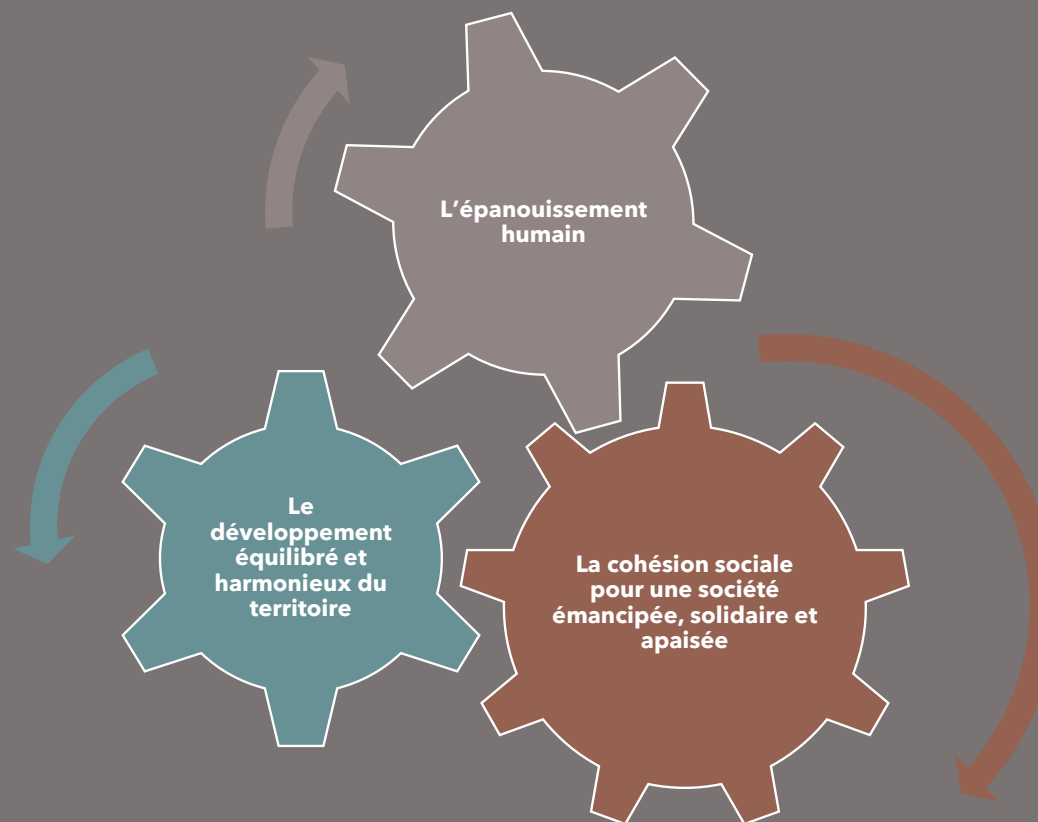 L’épanouissement
humain
Le
développement
équilibré et
harmonieux du
territoire
La cohésion sociale
pour une société
émancipée, solidaire et
apaisée